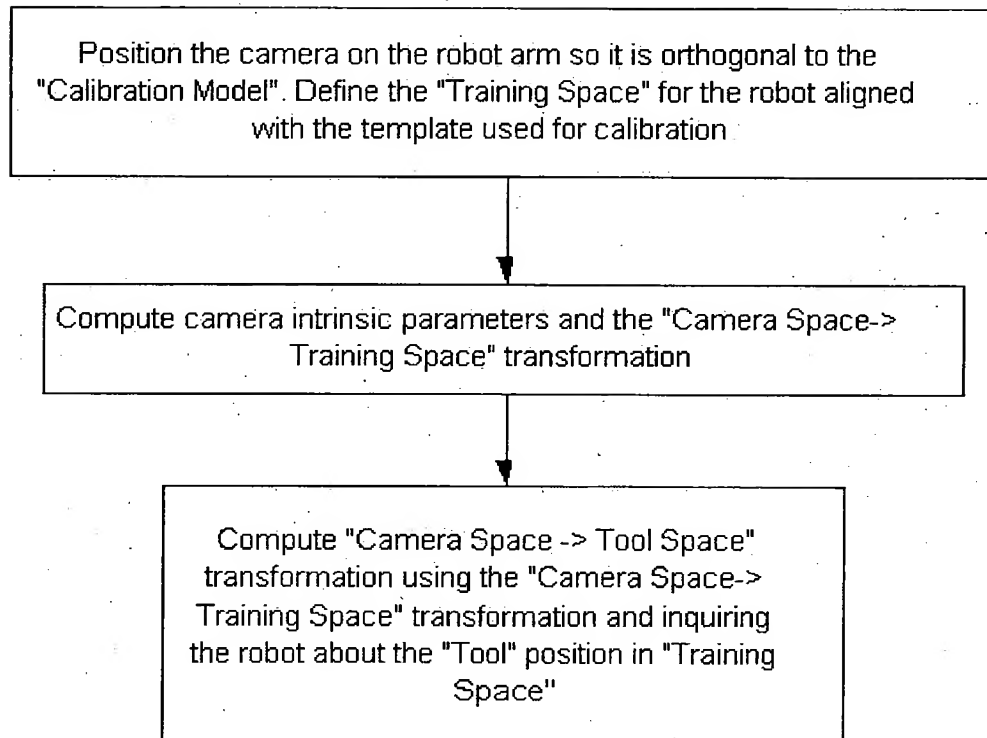 Position the camera on the robot arm so it is orthogonal to the
"Calibration Model". Define the "Training Space" for the robot aligned
with the template used for calibration
Compute camera intrinsic parameters and the "Camera Space->
Training Space" transformation
Compute "Camera Space -> Tool Space"
transformation using the "Camera Space->
Training Space" transformation and inquiring
the robot about the "Tool" position in "Training
Space"